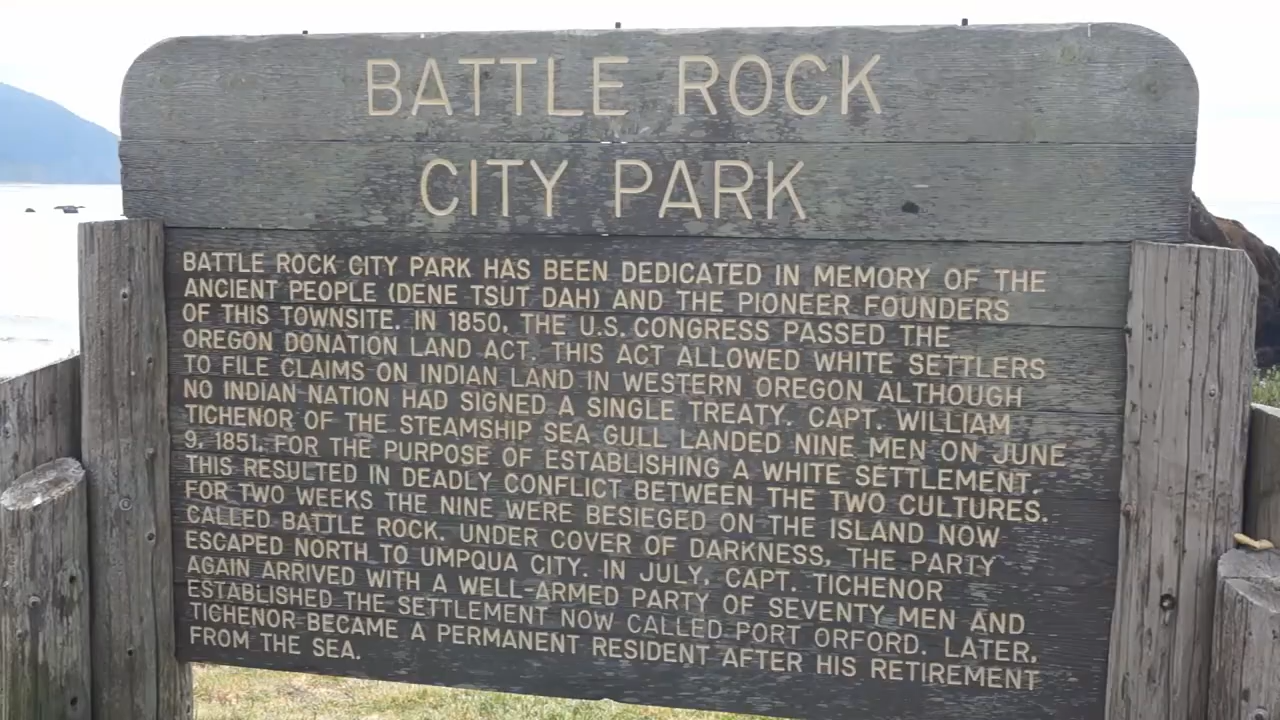 BATTLE ROCK
CITY PARK
BATTLE ROCK CITY PARK HAS BEEN DEDICATED IN MEMORY OF THE
ANCIENT PEOPLE (DENE TSUT DAH) AND THE PIONEER FOUNDERS
OF THIS TOWNSITE. IN 1850, THE U.S. CONGRESS PASSED THE
OREGON DONATION LAND ACT. THIS ACT ALLOWED WHITE SETTLERS
TO FILE CLAIMS ON INDIAN LAND IN WESTERN OREGON ALTHOUGH
NO INDIAN NATION HAD SIGNED A SINGLE TREATY. CAPT. WILLIAM
TICHENOR OF THE STEAMSHIP SEA GULL LANDED NINE MEN ON JUNE
9, 1851, FOR THE PURPOSE OF ESTABLISHING A WHITE SETTLEMENT.
THIS RESULTED IN DEADLY CONFLICT BETWEEN THE TWO CULTURES.
FOR TWO WEEKS THE NINE WERE BESIEGED ON THE ISLAND NOW
CALLED BATTLE ROCK. UNDER COVER OF DARKNESS, THE PARTY
ESCAPED NORTH TO UMPQUA CITY. IN JULY, CAPT. TICHENOR
AGAIN ARRIVED WITH A WELL-ARMED PARTY OF SEVENTY MEN AND
ESTABLISHED THE SETTLEMENT NOW CALLED PORT ORFORD. LATER,
TICHENOR BECAME A PERMANENT RESIDENT AFTER HIS RETIREMENT
FROM THE SEA.